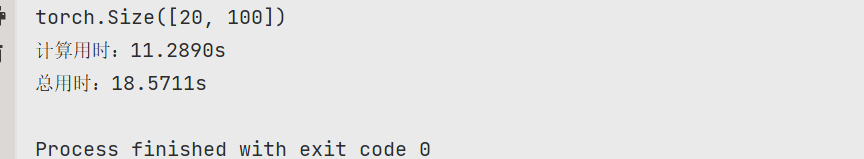 torch.Size([20, 100])
计算用时：11.2890s
总用时：18.5711s
Process finished with exit code 0